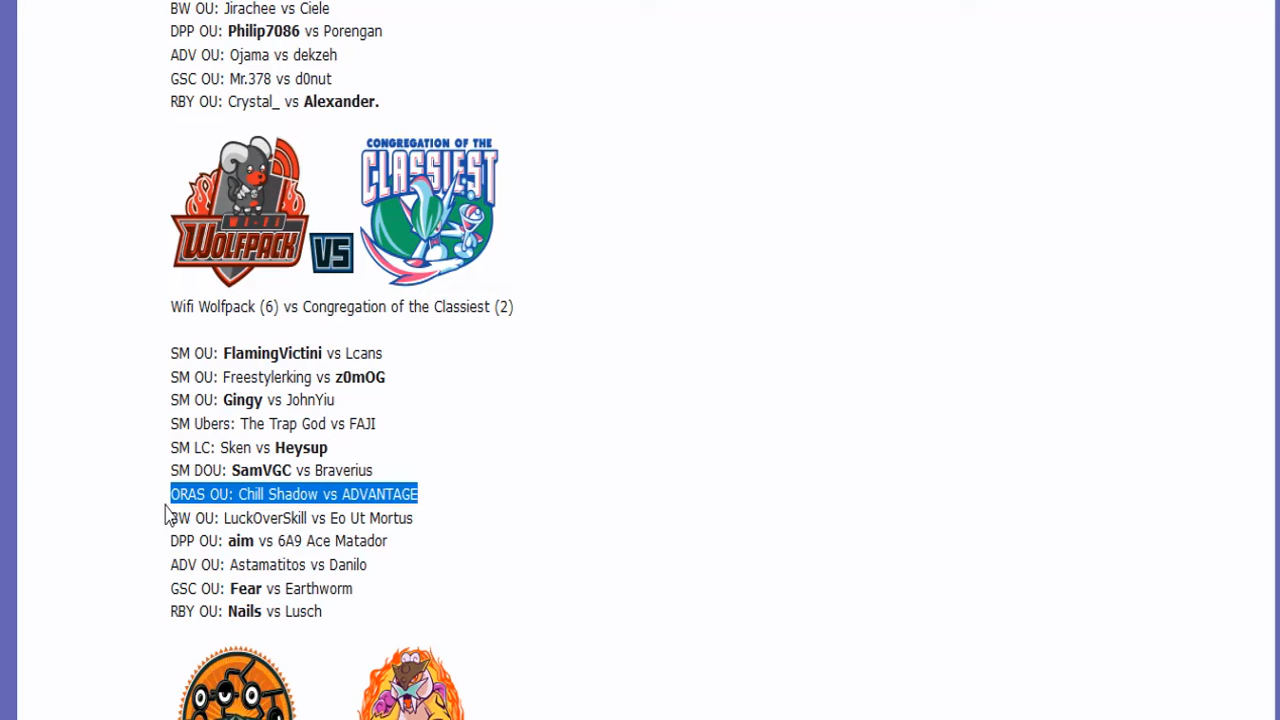 BW OU: Jirachee vs Ciele
DPP OU: Philip7086 vs Porengan
ADV OU: Ojama vs dekzeh
GSC OU: Mr.378 vs d0nut
RBY OU: Crystal_ vs Alexander.
WI-FI
WOLFPACK
VS
CONGREGATION OF THE
CLASSIEST
Wifi Wolfpack (6) vs Congregation of the Classiest (2)
SM OU: FlamingVictini vs Lcans
SM OU: Freestylerking vs z0mOG
SM OU: Gingy vs JohnYiu
SM Ubers: The Trap God vs FAJI
SM LC: Sken vs Heysup
SM DOU: SamVGC vs Braverius
ORAS OU: Chill Shadow vs ADVANTAGE
BW OU: LuckOverSkill vs Eo Ut Mortus
DPP OU: aim vs 6A9 Ace Matador
ADV OU: Astamatitos vs Danilo
GSC OU: Fear vs Earthworm
RBY OU: Nails vs Lusch